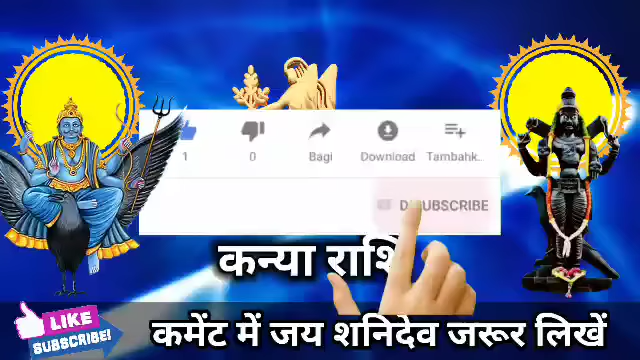 1 0 Bagi Download Tambahk..
SUBSCRIBE
कन्या
कमेंट में जय शनिदेव जरूर लिखें
LIKE
SUBSCRIBE!